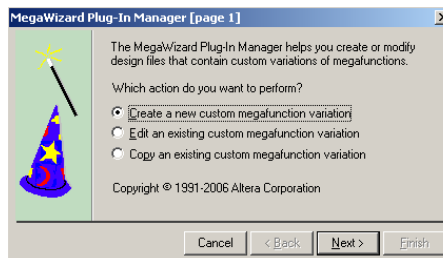 MegaWizard Plug-In Manager [page 1]
The MegaWizard Plug-In Manager helps you create or modify
design files that contain custom variations of megafunctions.
Which action do you want to perform?
Create a new custom megafunction variation
Edit an existing custom megafunction variation
Copy an existing custom megafunction variation
Copyright © 1991-2006 Altera Corporation
Cancel < Back Next > Finish